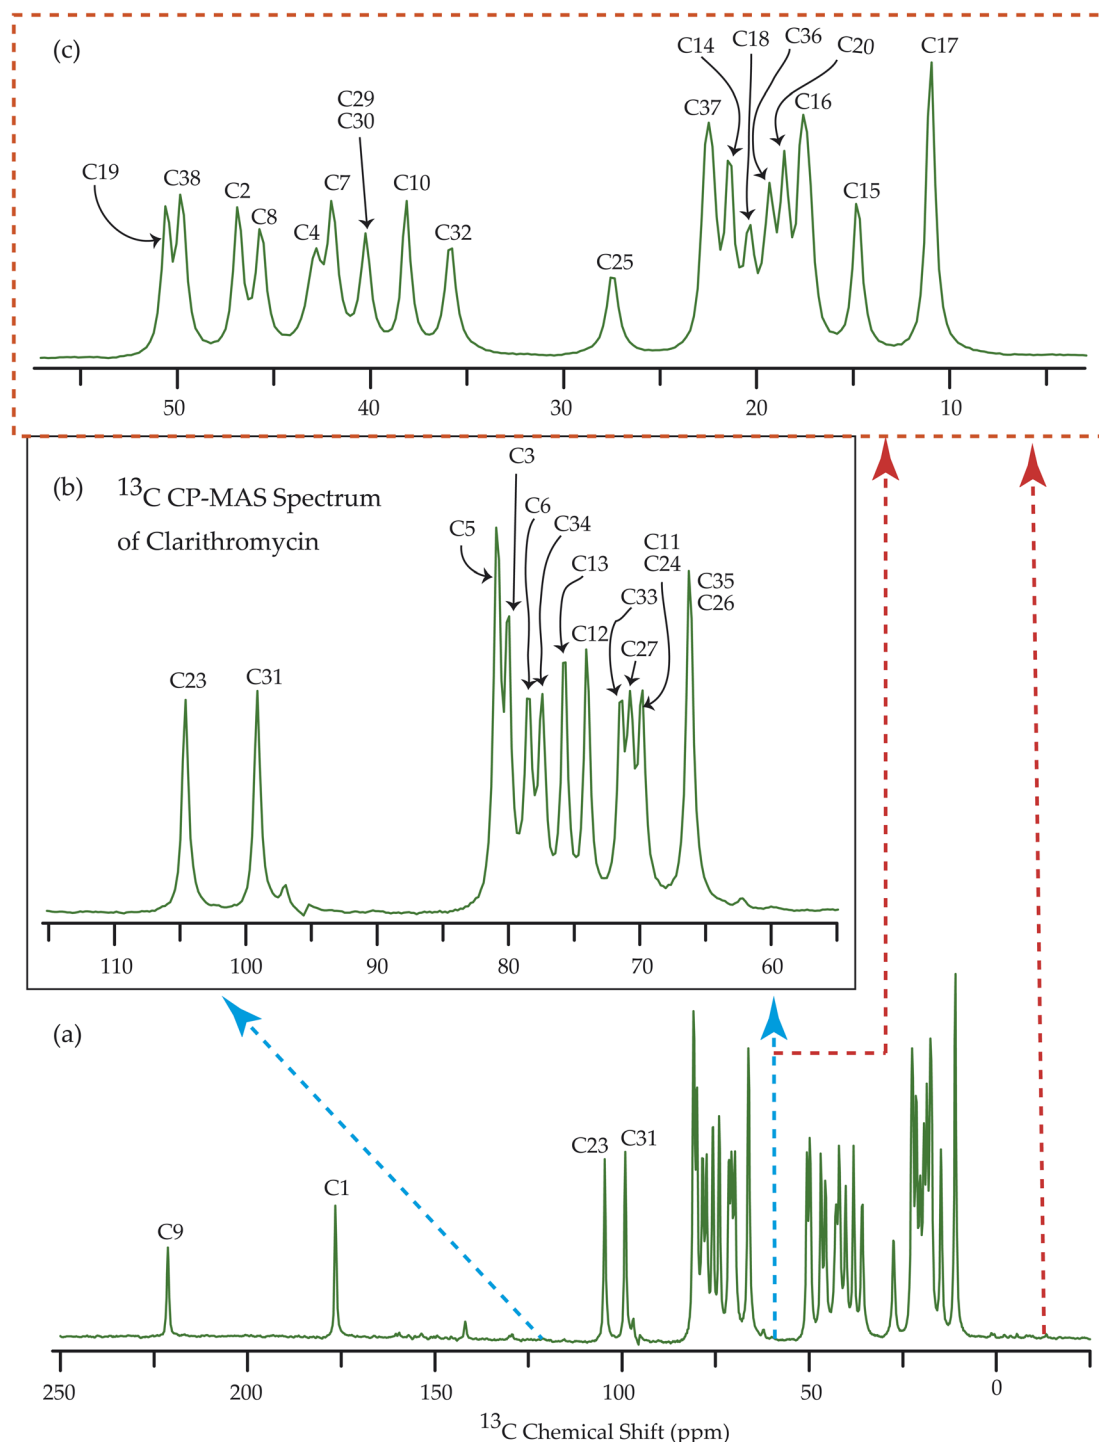 (c)
C19
C38
C2
C8
C4
C7
C29
C30
C10
C32
C25
C37
C14
C18
C36
C20
C16
C15
C17
50
40
30
20
10
(b)
13C CP-MAS Spectrum
of Clarithromycin
C23
C31
C5
C3
C6
C34
C13
C12
C33
C27
C11
C24
C35
C26
110
100
90
80
70
60
(a)
C9
C1
C23
C31
250
200
150
100
50
0
13C Chemical Shift (ppm)